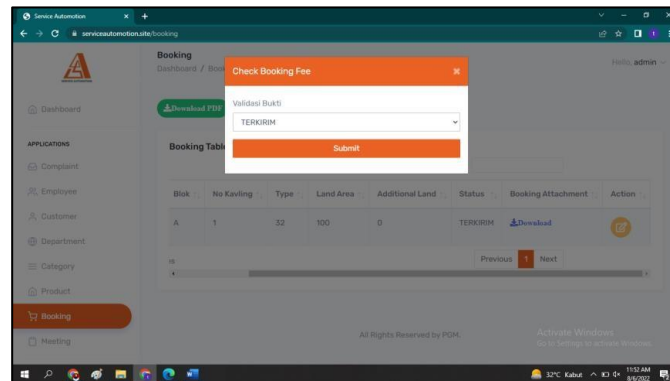 Service Automotion
serviceautomotion.site/booking
Booking
Dashboard / Book
Hello, admin
Check Booking Fee
Validasi Bukti
TERKIRIM
Submit
Download PDF
Dashboard
APPLICATIONS
Complaint
Employee
Customer
Department
Category
Product
Booking
Meeting
Booking Table
Blok No Kavling Type Land Area Additional Land Status Booking Attachment Action
A 1 32 100 0 TERKIRIM Download
Previous 1 Next
All Rights Reserved by PGM.
Activate Windows
Go to Settings to activate Windows.
32°C Kabut 11:52 AM
8/6/2022